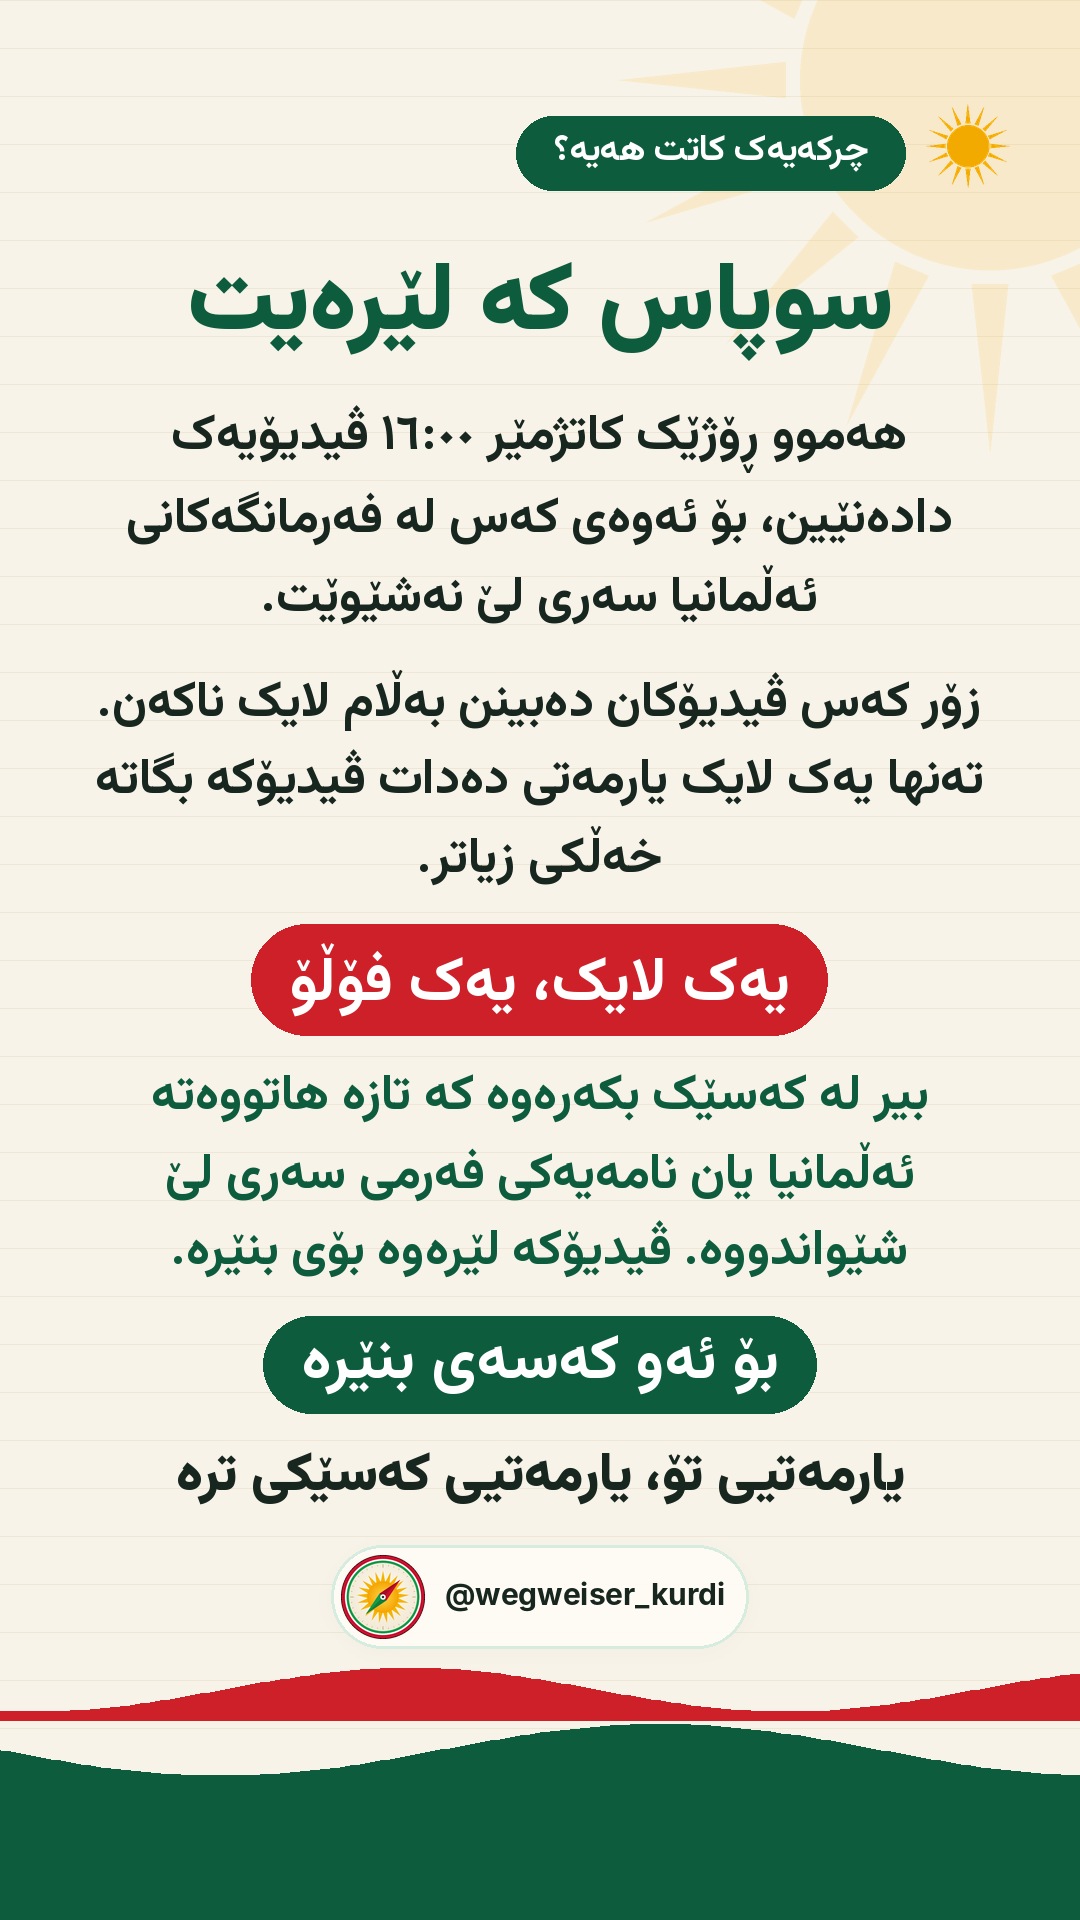 چرکەیەک کاتت هەیە؟
سوپاس کە لێرەیت
هەموو ڕۆژێک کاتژمێر ١٦:٠٠ ڤیدیۆیەک
دادەنێیین، بۆ ئەوەی کەس لە فەرمانگەکانی
ئەڵمانیا سەری لێ نەشێوێت.
زۆر کەس ڤیدیۆکان دەبینن بەڵام لایک ناکەن.
تەنها یەک لایک یارمەتی دەدات ڤیدیۆکە بگاتە
خەڵکی زیاتر.
یەک لایک، یەک فۆڵۆ
بیر لە کەسێک بکەرەوە کە تازە هاتووەتە
ئەڵمانیا یان نامەیەکی فەرمی سەری لێ
شێواندووە. ڤیدیۆکە لێرەوە بۆی بنێرە.
بۆ ئەو کەسەی بنێرە
یارمەتیی تۆ، یارمەتیی کەسێکی ترە
@wegweiser_kurdi